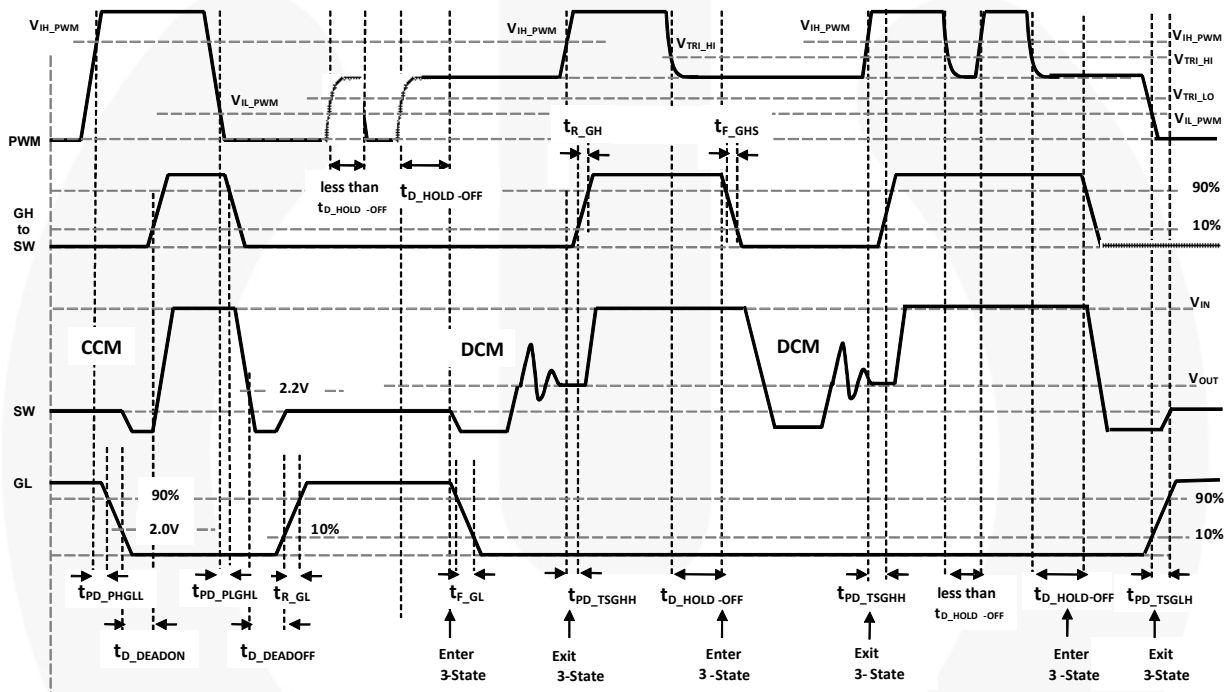 VIH_PWM
VIH_PWM
VIH_PWM
VIH_PWM
VTRI_HI
VTRI_HI
VIL_PWM
VTRI_LO
VIL_PWM
PWM
tR_GH
tF_GHS
less than
tD_HOLD -OFF
tD_HOLD -OFF
90%
GH
to
SW
10%
VIN
CCM
DCM
DCM
2.2V
VOUT
SW
GL
90%
90%
2.0V
10%
10%
tPD_PHGLL
tPD_PLGHL
tR_GL
tF_GL
tPD_TSGHH
tD_HOLD -OFF
tPD_TSGHH
less than
tD_HOLD -OFF
tD_HOLD-OFF
tPD_TSGLH
tD_DEADON
tD_DEADOFF
Enter
3-State
Exit
3-State
Enter
3 -State
Exit
3- State
Enter
3 -State
Exit
3-State